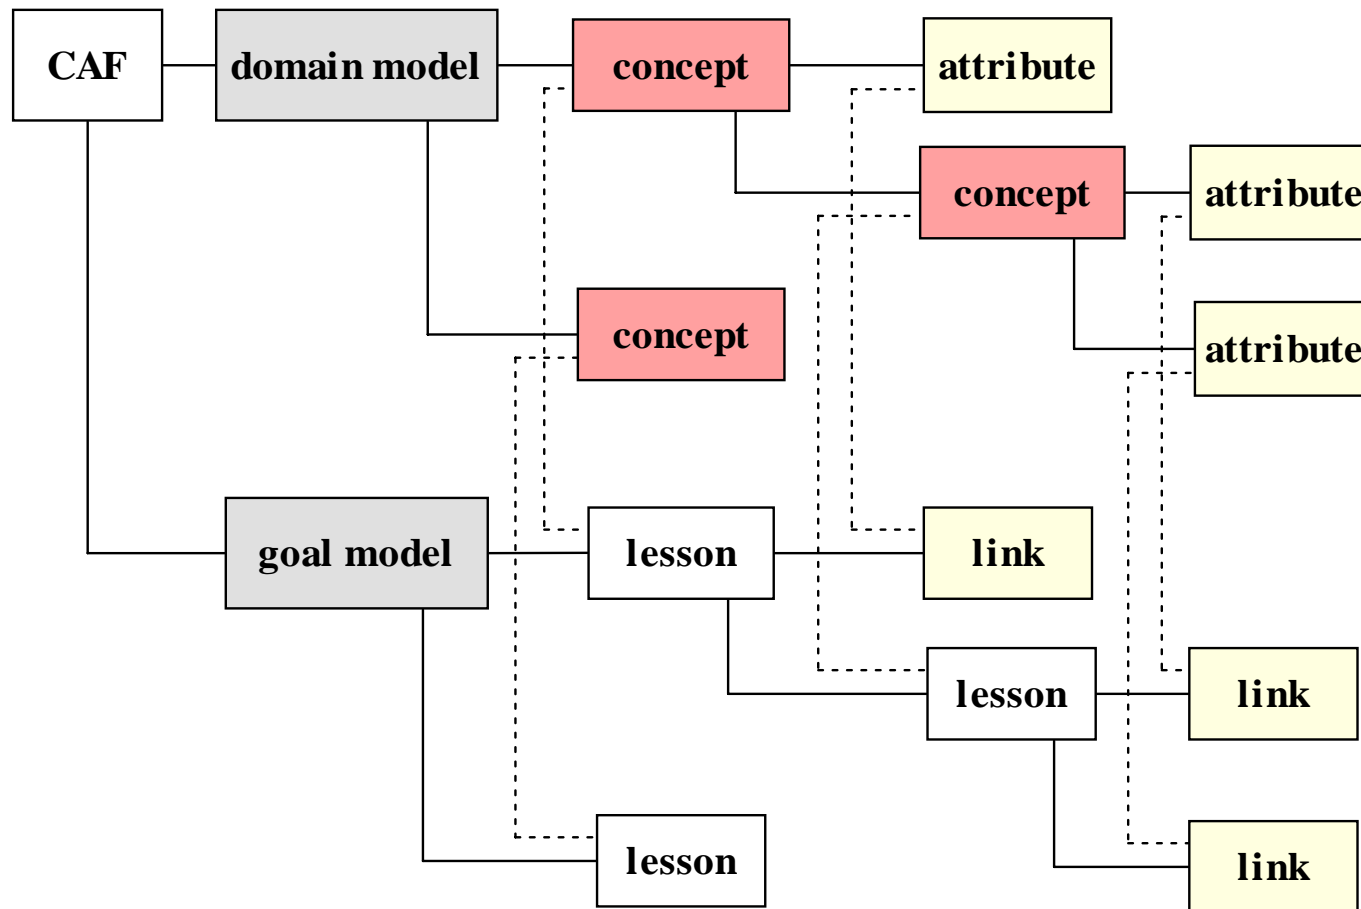 CAF
domain model
concept
attribute
concept
attribute
concept
attribute
goal model
lesson
link
lesson
link
lesson
link